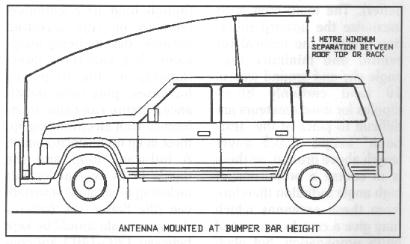 1 METRE MINIMUM
SEPARATION BETWEEN
ROOF TOP OR RACK
ANTENNA MOUNTED AT BUMPER BAR HEIGHT